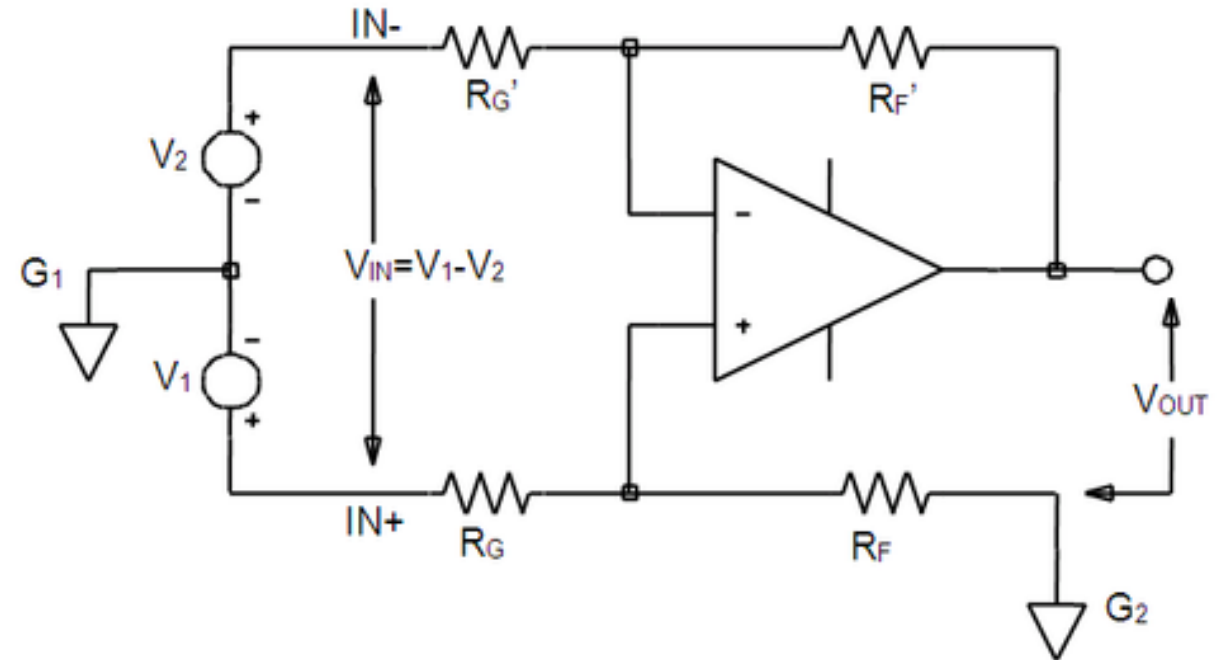 IN-
RG'
RF'
+
V2
-
-
G1
VIN=V1-V2
-
+
V1
+
VOUT
IN+
RG
RF
G2